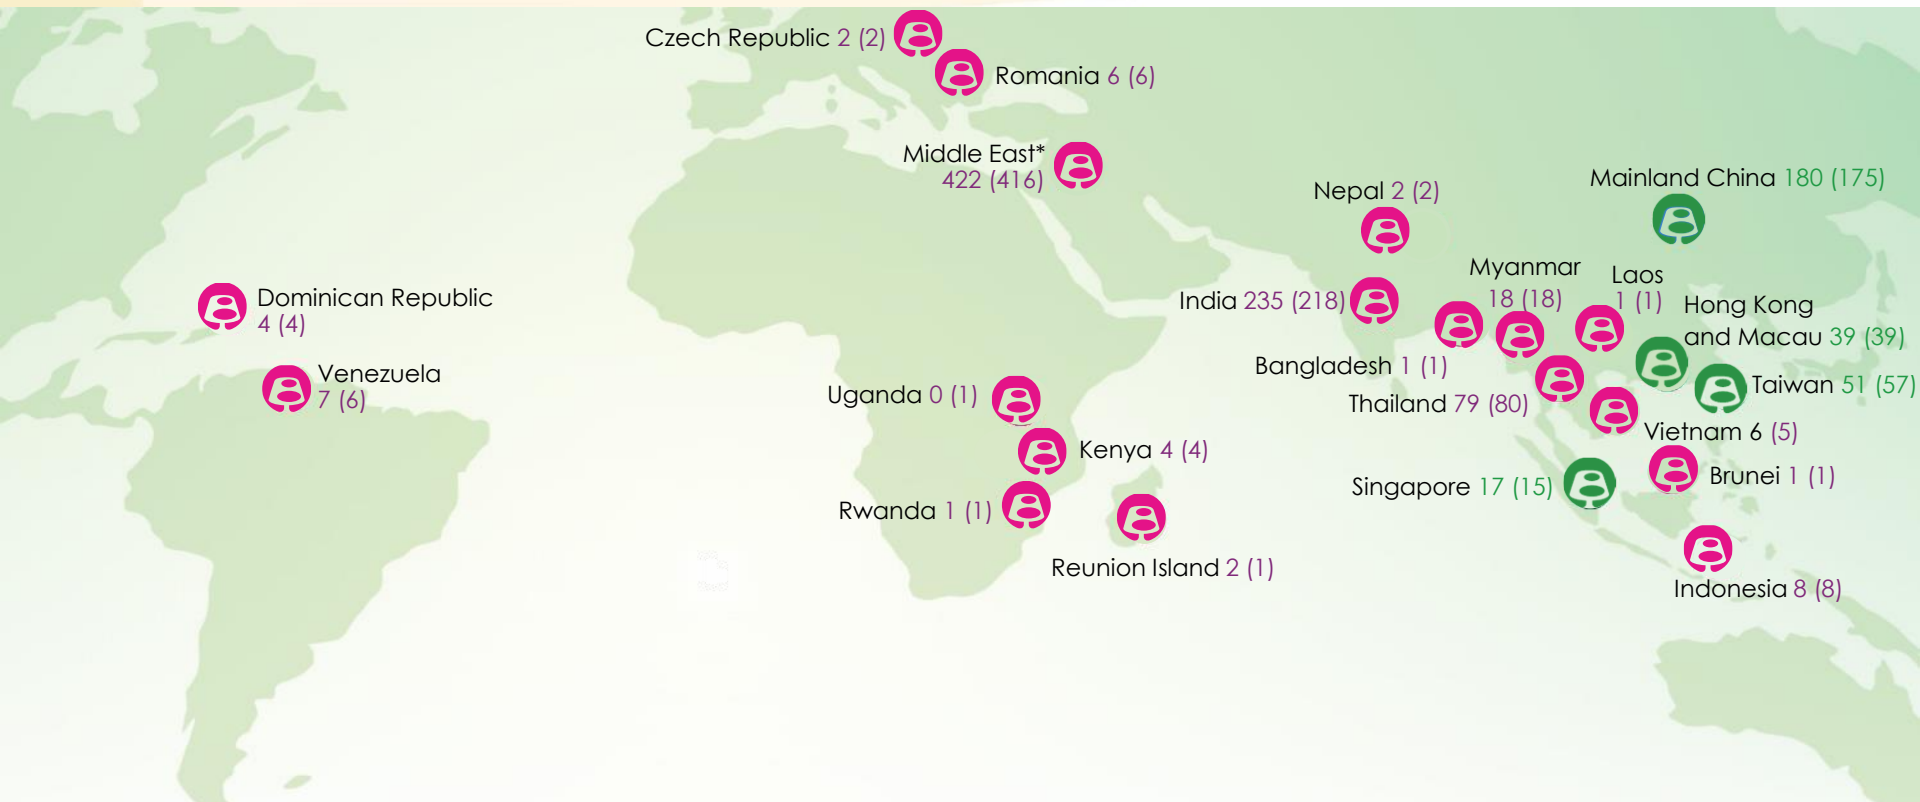 Czech Republic 2 (2)
Romania 6 (6)
Middle East*
422 (416)
Mainland China 180 (175)
Nepal 2 (2)
Myanmar
18 (18)
Laos
1 (1)
Dominican Republic
4 (4)
India 235 (218)
Hong Kong
and Macau 39 (39)
Bangladesh 1 (1)
Venezuela
7 (6)
Uganda 0 (1)
Taiwan 51 (57)
Thailand 79 (80)
Vietnam 6 (5)
Kenya 4 (4)
Brunei 1 (1)
Singapore 17 (15)
Rwanda 1 (1)
Reunion Island 2 (1)
Indonesia 8 (8)